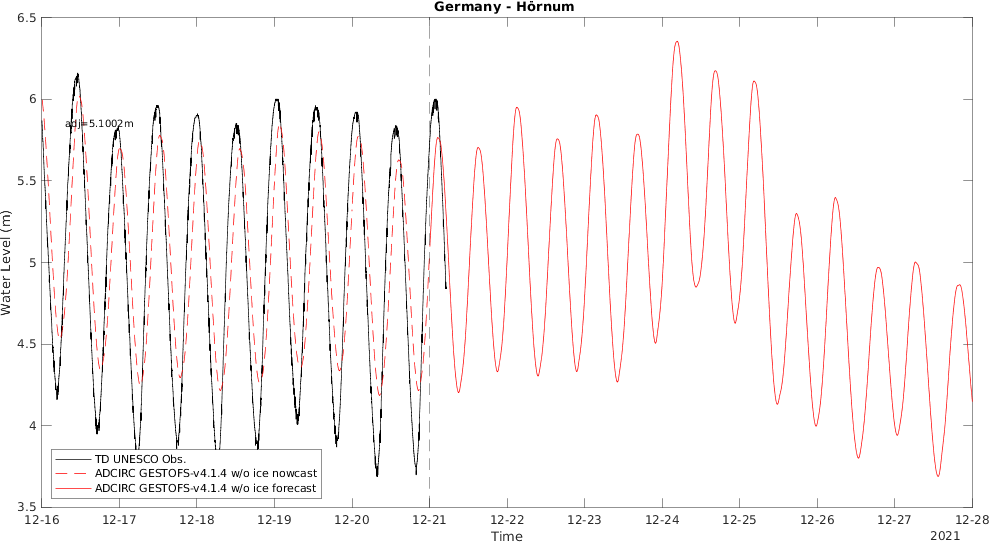 Germany - Hörnum
6.5
6
5.5
5
4.5
4
3.5
Water Level (m)
adj=5.1002m
TD UNESCO Obs.
ADCIRC GESTOFS-v4.1.4 w/o ice nowcast
ADCIRC GESTOFS-v4.1.4 w/o ice forecast
12-16 12-17 12-18 12-19 12-20 12-21 12-22 12-23 12-24 12-25 12-26 12-27 12-28
Time
2021